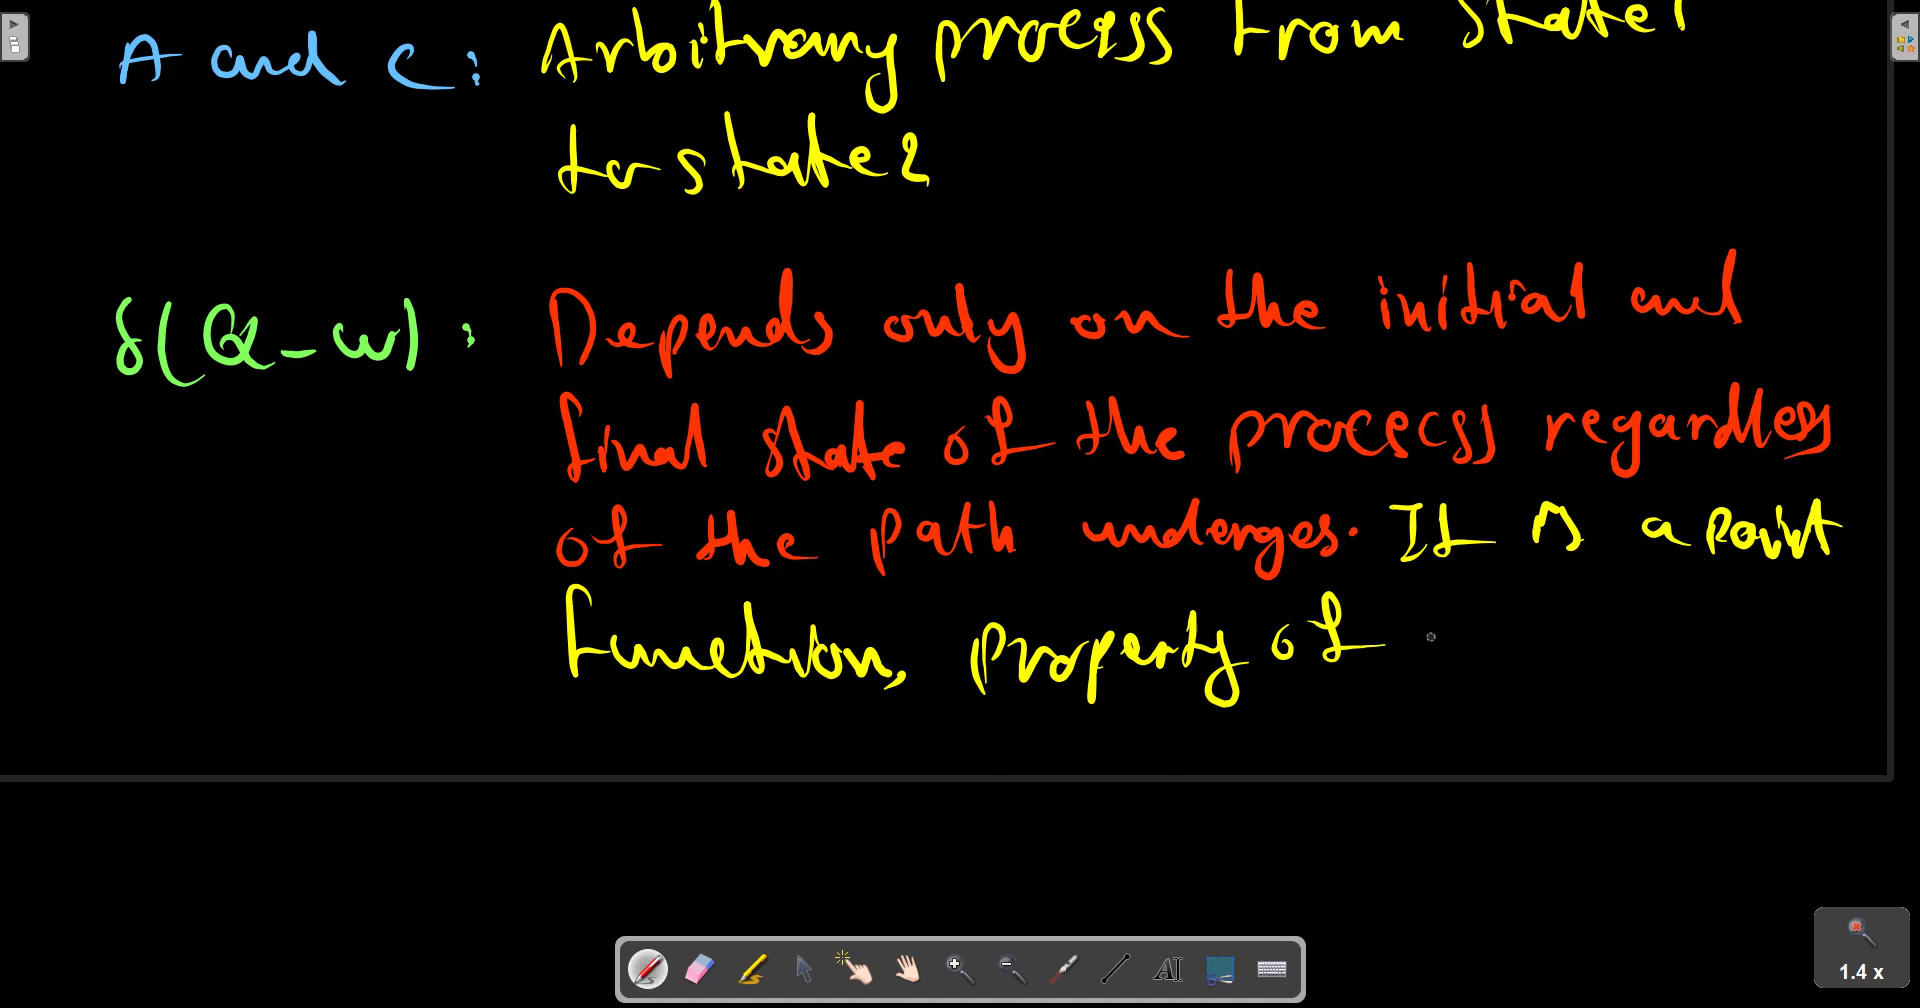 A and C: Arbitrary process from state 1
to state 2
δ(Q-W): Depends only on the initial and
final state of the process regardless
of the path underges. It is a point
function, property of
1.4 x